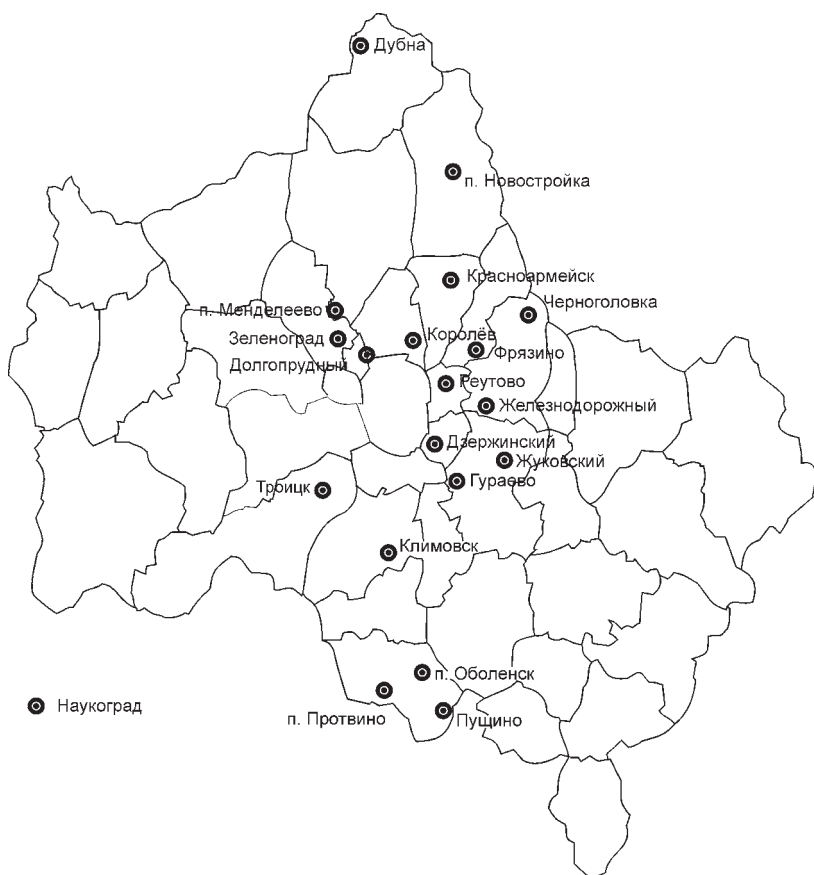 Дубна
п. Новостройка
Красноармейск
Черноголовка
п. Менделеево
Зеленоград
Королёв
Долгопрудный
Фрязино
Реутово
Железнодорожный
Дзержинский
Жуковский
Гураево
Троицк
Климовск
п. Оболенск
Наукоград
п. Протвино
Пущино